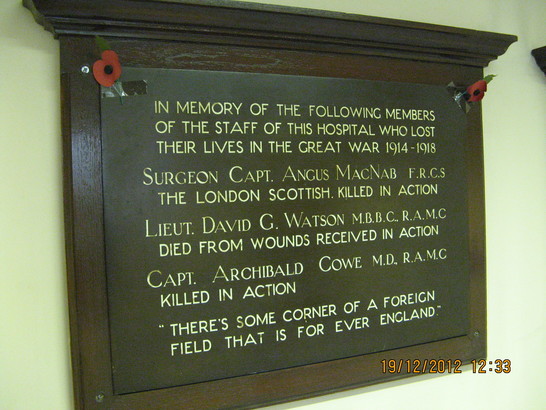 IN MEMORY OF THE FOLLOWING MEMBERS
OF THE STAFF OF THIS HOSPITAL WHO LOST
THEIR LIVES IN THE GREAT WAR 1914-1918
SURGEON CAPT. ANGUS MACNAB F.R.C.S
THE LONDON SCOTTISH. KILLED IN ACTION
LIEUT. DAVID G. WATSON M.B.B.C., R.A.M.C
DIED FROM WOUNDS RECEIVED IN ACTION
CAPT. ARCHIBALD COWE M.D., R.A.M.C
KILLED IN ACTION
"THERE'S SOME CORNER OF A FOREIGN
FIELD THAT IS FOR EVER ENGLAND."
19/12/2012 12:33